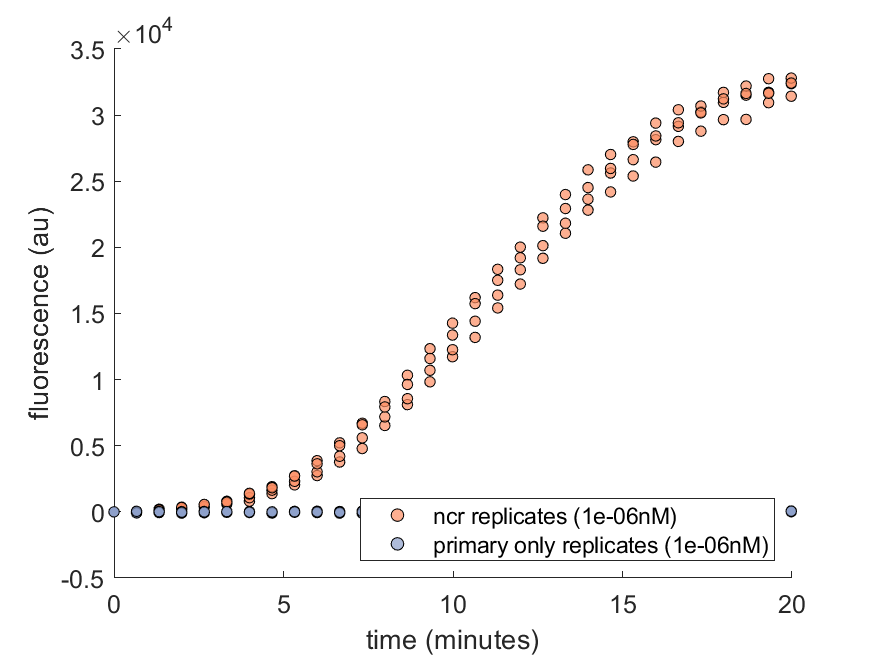 ×10⁴
3.5
3
2.5
2
1.5
1
0.5
0
-0.5
fluorescence (au)
ncr replicates (1e-06nM)
primary only replicates (1e-06nM)
0 5 10 15 20
time (minutes)